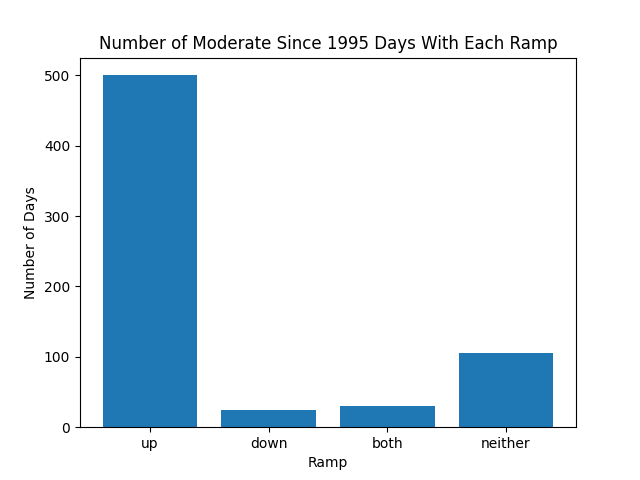 Number of Moderate Since 1995 Days With Each Ramp
500
400
300
200
100
0
Number of Days
up down both neither
Ramp